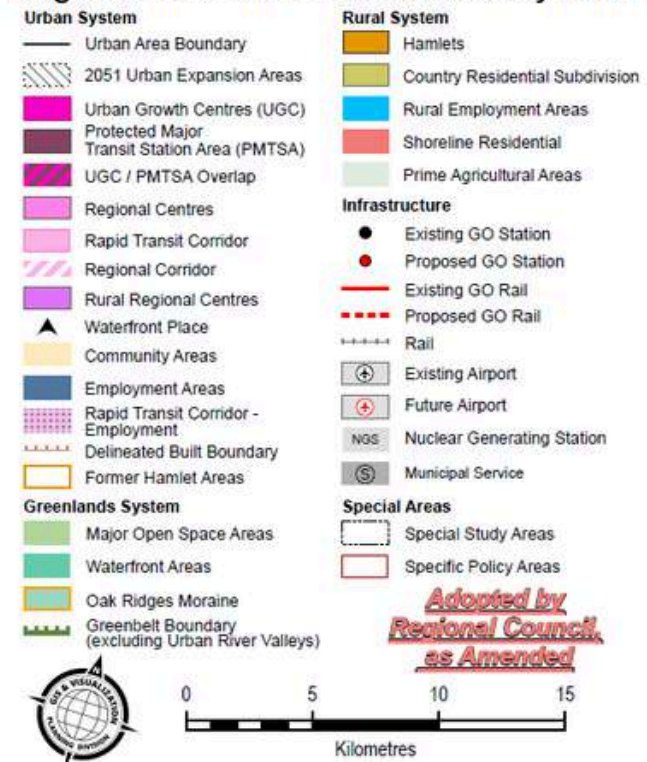 Urban System
Urban Area Boundary
2051 Urban Expansion Areas
Urban Growth Centres (UGC)
Protected Major
Transit Station Area (PMTSA)
UGC / PMTSA Overlap
Regional Centres
Rapid Transit Corridor
Regional Corridor
Rural Regional Centres
Waterfront Place
Community Areas
Employment Areas
Rapid Transit Corridor -
Employment
Delineated Built Boundary
Former Hamlet Areas
Greenlands System
Major Open Space Areas
Waterfront Areas
Oak Ridges Moraine
Greenbelt Boundary
(excluding Urban River Valleys)
Rural System
Hamlets
Country Residential Subdivision
Rural Employment Areas
Shoreline Residential
Prime Agricultural Areas
Infrastructure
Existing GO Station
Proposed GO Station
Existing GO Rail
Proposed GO Rail
Rail
Existing Airport
Future Airport
NGS Nuclear Generating Station
S Municipal Service
Special Areas
Special Study Areas
Specific Policy Areas
Adopted by
Regional Council,
as Amended
N
GIS & VISUALIZATION
PLANNING DIVISION
0 5 10 15
Kilometres